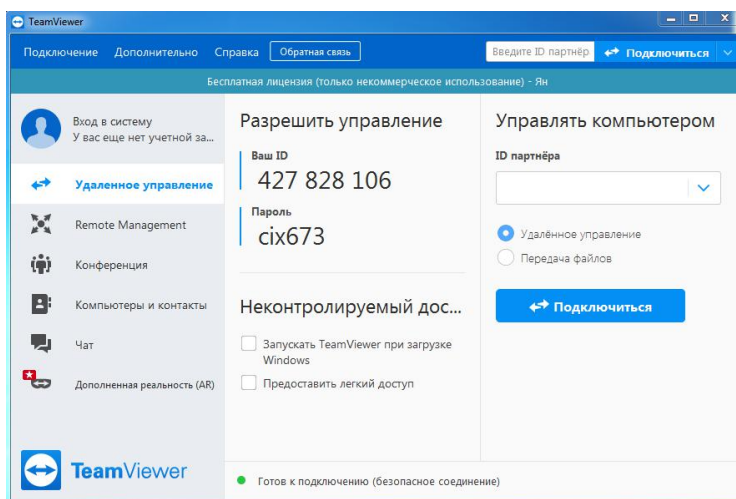 TeamViewer
Подключение Дополнительно Справка Обратная связь Введите ID партнёр Подключиться
Бесплатная лицензия (только некоммерческое использование) - Ян
Вход в систему
У вас еще нет учетной за...
Удаленное управление
Remote Management
Конференция
Компьютеры и контакты
Чат
Дополненная реальность (AR)
TeamViewer
Разрешить управление
Ваш ID
427 828 106
Пароль
cix673
Неконтролируемый дос...
Запускать TeamViewer при загрузке
Windows
Предоставить легкий доступ
Управлять компьютером
ID партнёра
Удалённое управление
Передача файлов
Подключиться
Готов к подключению (безопасное соединение)